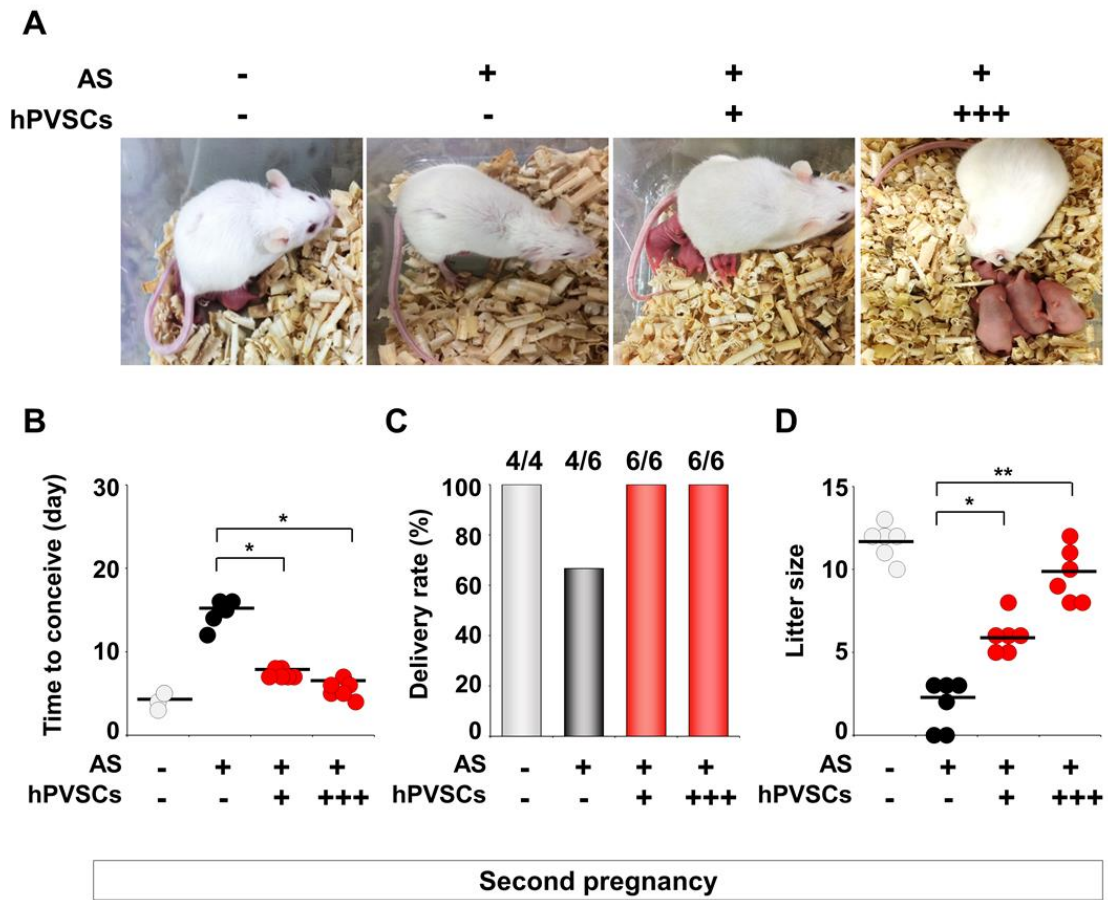 A
AS - + + +
hPVSCs - - + +++
B
Time to conceive (day)
30
20
10
0
* *
AS - + + +
hPVSCs - - + +++
C
4/4 4/6 6/6 6/6
Delivery rate (%)
100
80
60
40
20
0
AS - + + +
hPVSCs - - + +++
D
Litter size
15
10
5
0
** *
AS - + + +
hPVSCs - - + +++
Second pregnancy